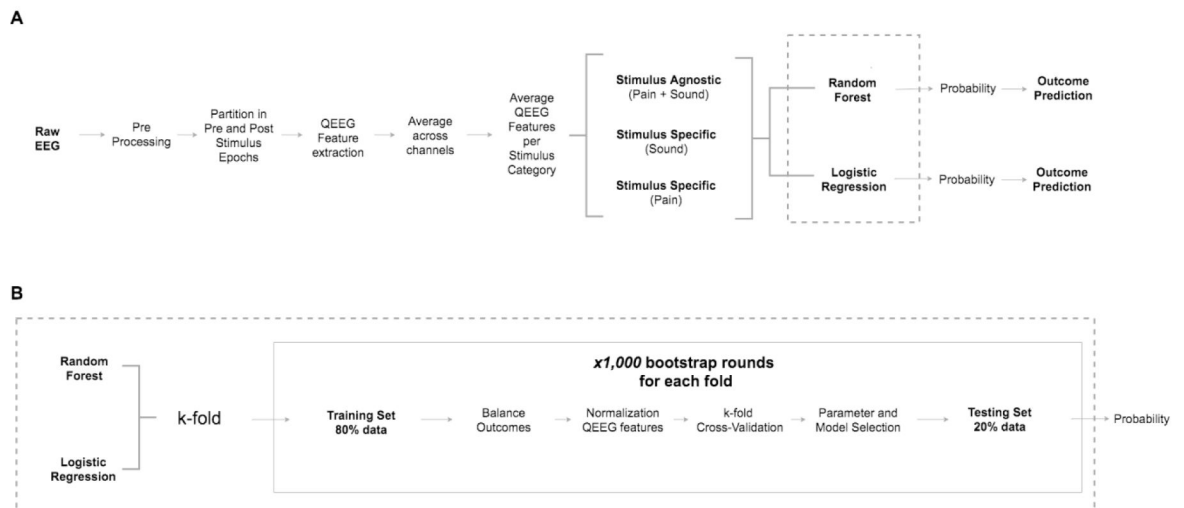 A
Raw
EEG
Pre
Processing
Partition in
Pre and Post
Stimulus
Epochs
QEEG
Feature
extraction
Average
across
channels
Average
QEEG
Features
per
Stimulus
Category
Stimulus Agnostic
(Pain + Sound)
Stimulus Specific
(Sound)
Stimulus Specific
(Pain)
Random
Forest
Probability
Outcome
Prediction
Logistic
Regression
Probability
Outcome
Prediction
B
Random
Forest
Logistic
Regression
k-fold
x1,000 bootstrap rounds
for each fold
Training Set
80% data
Balance
Outcomes
Normalization
QEEG features
k-fold
Cross-Validation
Parameter and
Model Selection
Testing Set
20% data
Probability